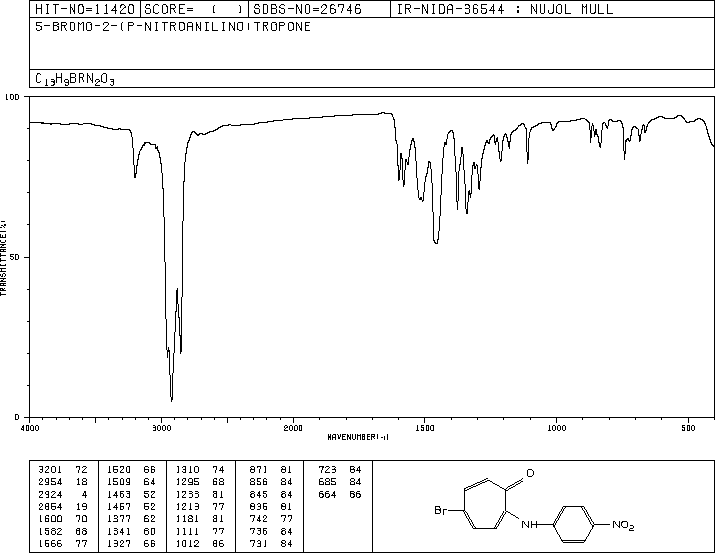 HIT-NO=11420 SCORE= ( ) SDBS-NO=26746 IR-NIDA-36544 : NUJOL MULL
5-BROMO-2-(P-NITROANILINO)TROPONE
C13H9BRN2O3
100
50
0
TRANSMITTANCE(%)
4000 3000 2000 1500 1000 500
WAVENUMBER(-1)
3201 72 1520 66 1310 74 871 81 723 84
2954 18 1509 64 1295 68 856 84 685 84
2924 4 1463 52 1233 81 845 84 664 86
2854 19 1457 52 1213 77 836 81
1600 70 1377 62 1181 81 742 77
1582 68 1341 60 1111 77 736 84
1566 77 1327 66 1012 86 731 84
O
Br
NH
NO2